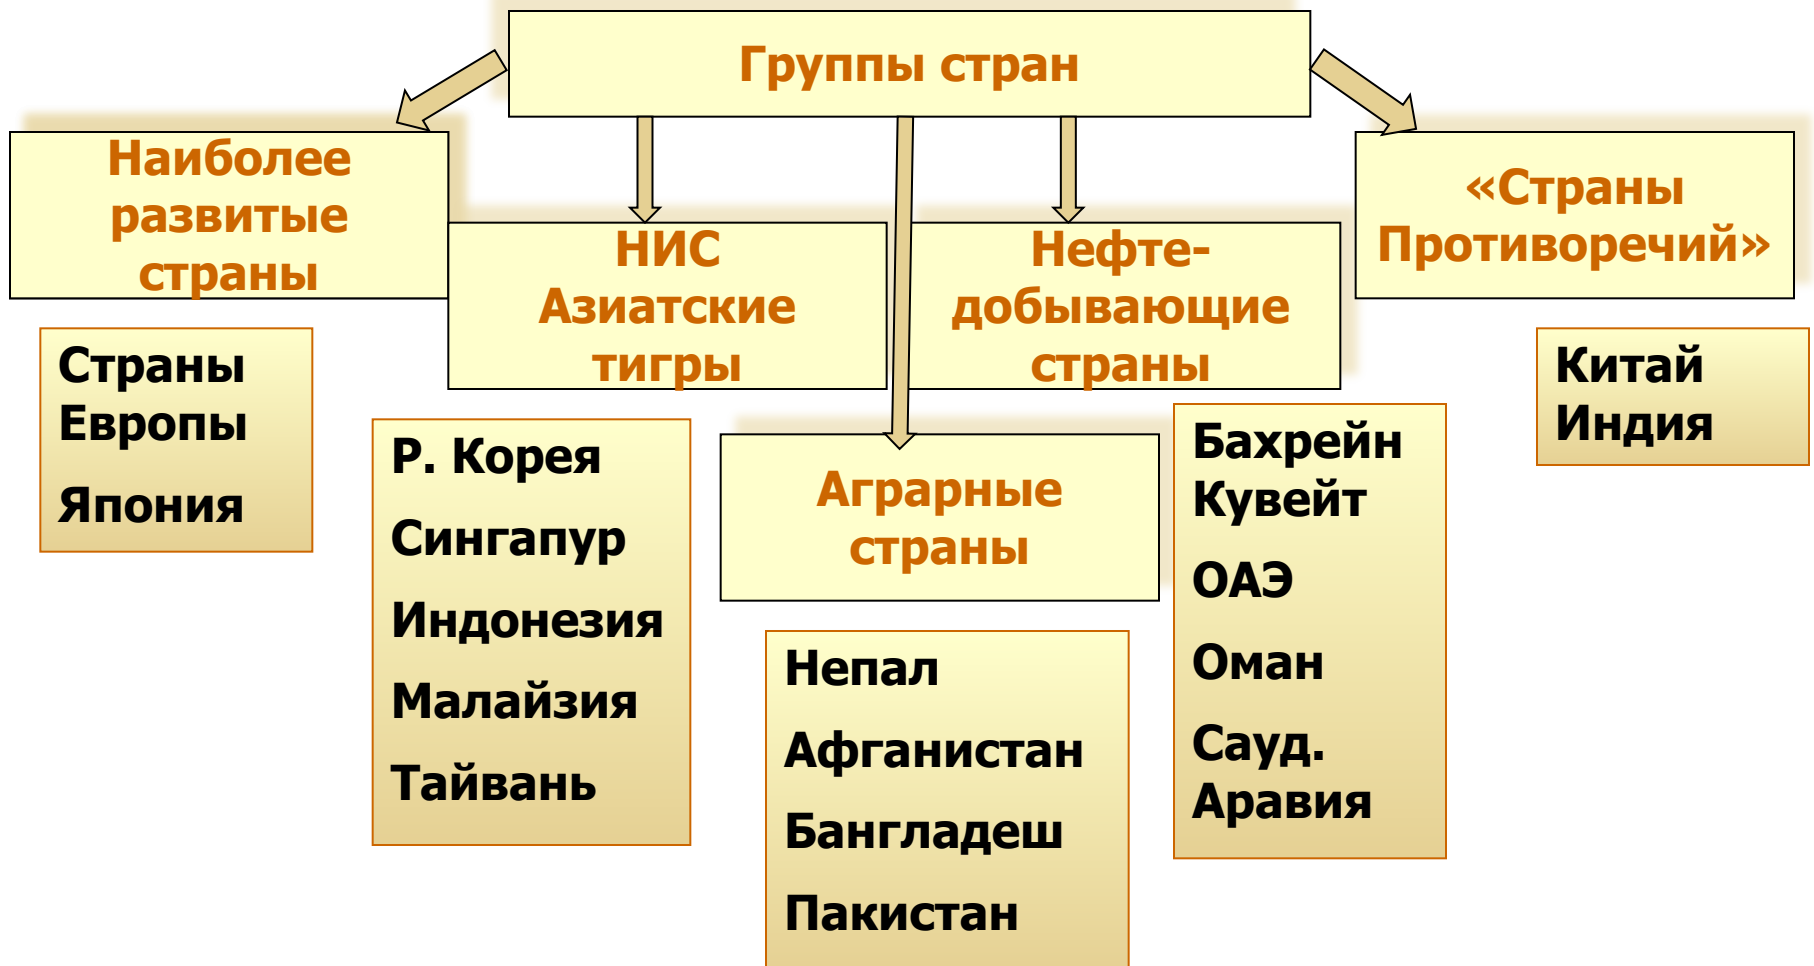 Группы стран
Наиболее
развитые
страны
Страны
Европы
Япония
НИС
Азиатские
тигры
Р. Корея
Сингапур
Индонезия
Малайзия
Тайвань
Аграрные
страны
Непал
Афганистан
Бангладеш
Пакистан
Нефте-
добывающие
страны
Бахрейн
Кувейт
ОАЭ
Оман
Сауд.
Аравия
«Страны
Противоречий»
Китай
Индия